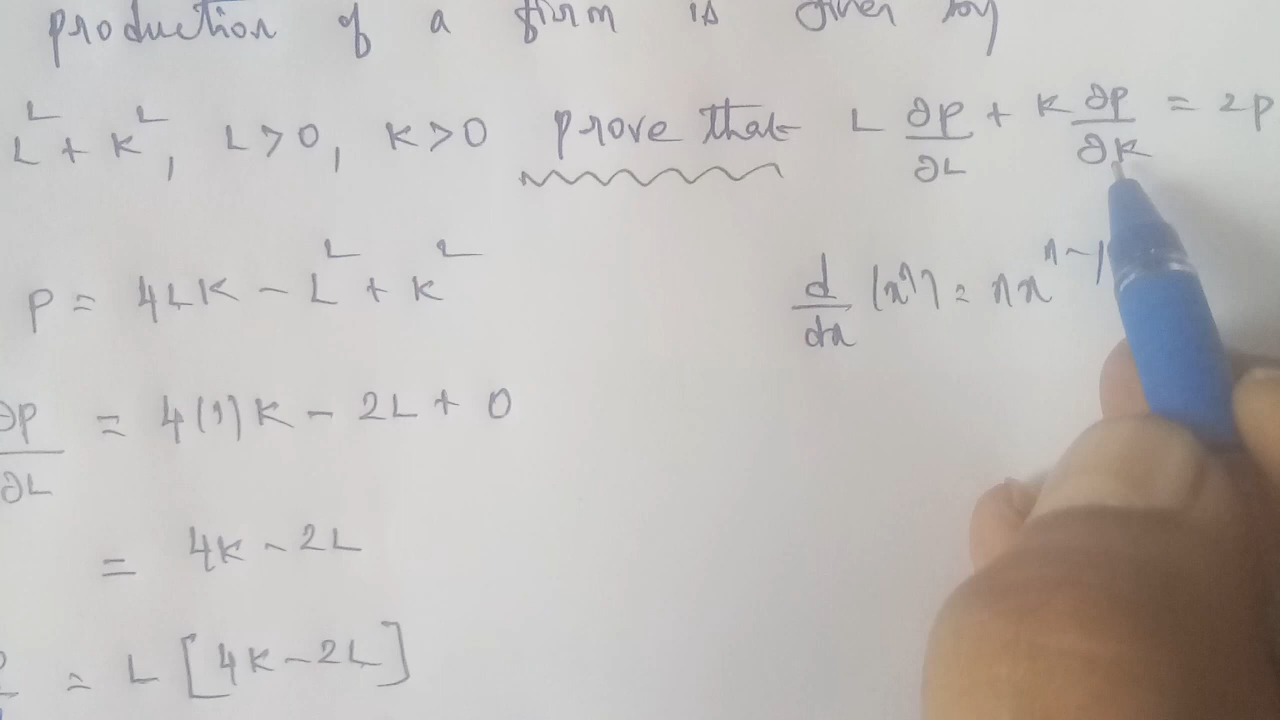 production of a firm is given by
L² + K², L>0, K>0 prove that L ∂P/∂L + K ∂P/∂K = 2P
P = 4LK - L² + K²
d/dx (xⁿ) = nxⁿ⁻¹
∂P/∂L = 4(1)K - 2L + 0
= 4K - 2L
= L [4K - 2L]